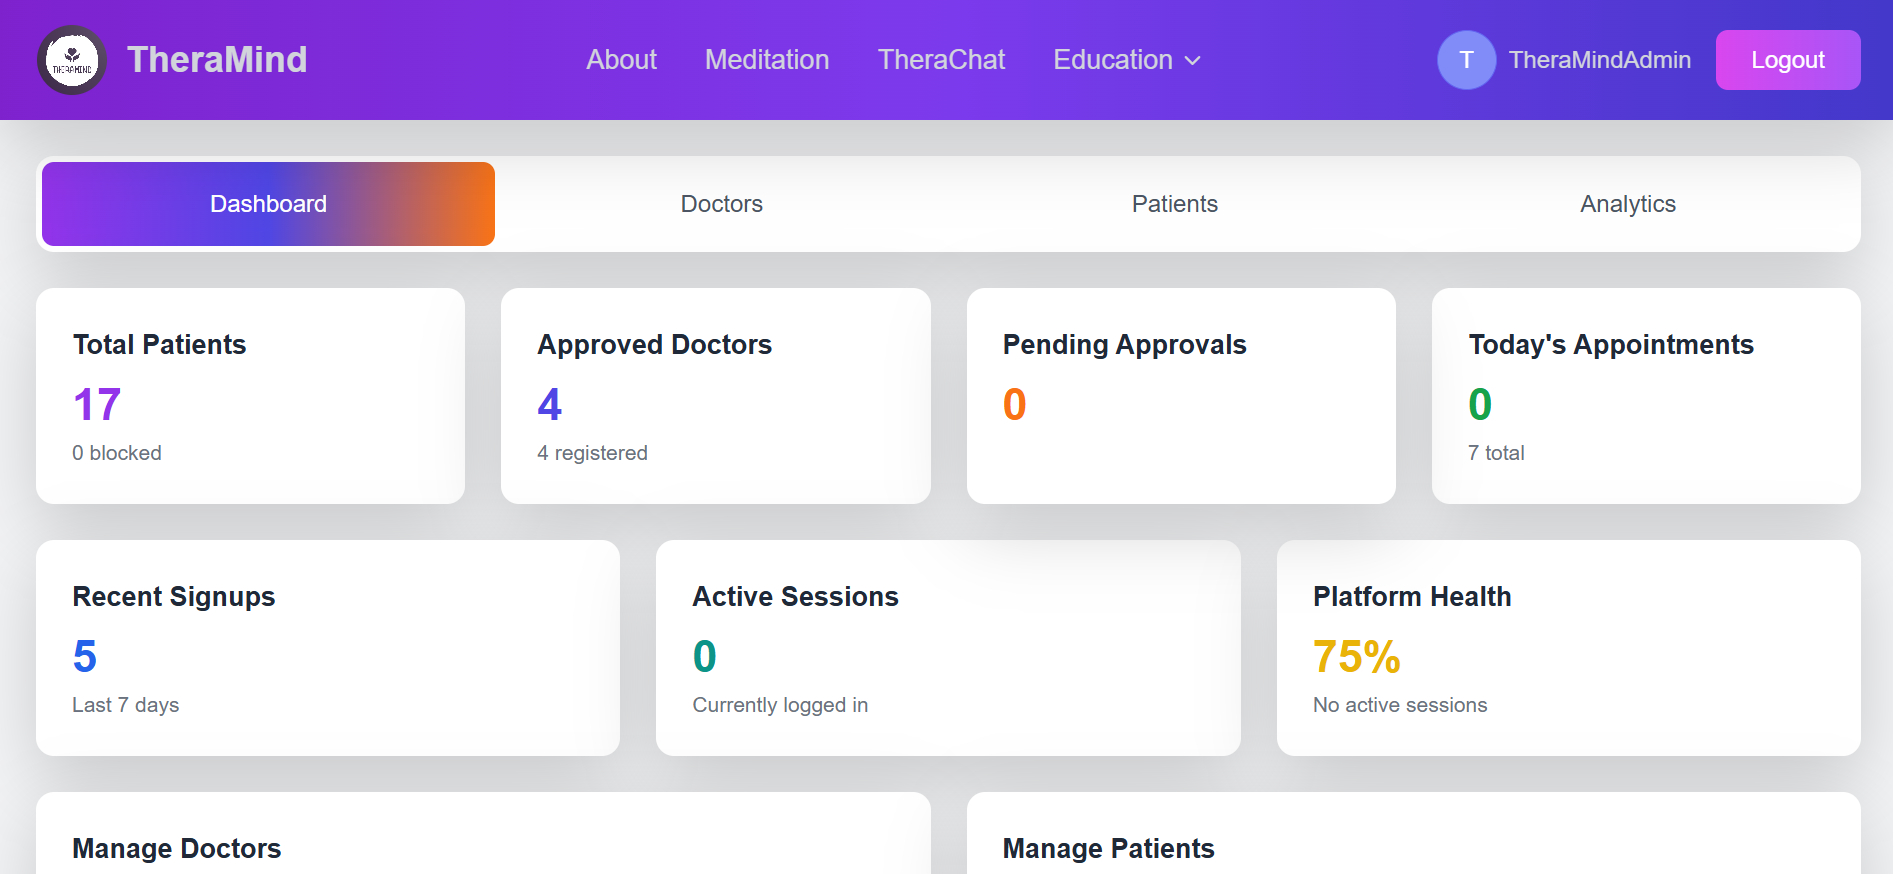 THERAMIND
TheraMind
About
Meditation
TheraChat
Education
T
TheraMindAdmin
Logout
Dashboard
Doctors
Patients
Analytics
Total Patients
17
0 blocked
Approved Doctors
4
4 registered
Pending Approvals
0
Today's Appointments
0
7 total
Recent Signups
5
Last 7 days
Active Sessions
0
Currently logged in
Platform Health
75%
No active sessions
Manage Doctors
Manage Patients